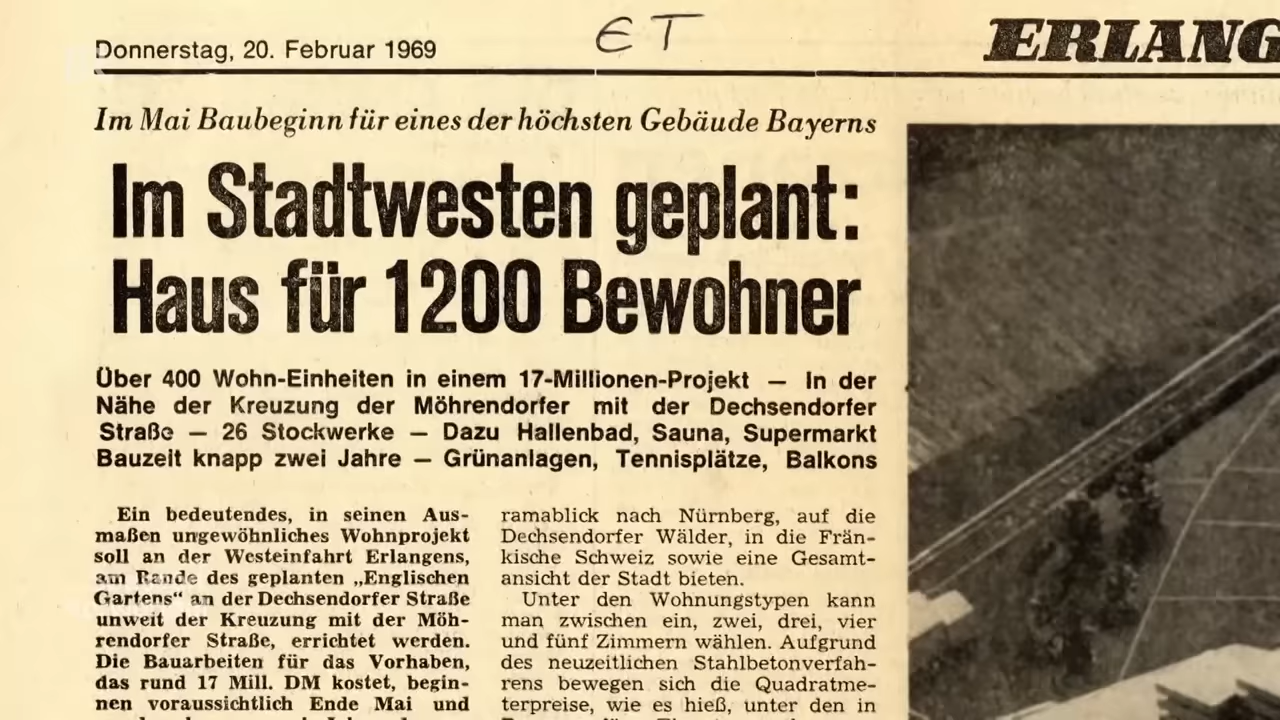 Donnerstag, 20. Februar 1969
ET
ERLANG
Im Mai Baubeginn für eines der höchsten Gebäude Bayerns
Im Stadtwesten geplant:
Haus für 1200 Bewohner
Über 400 Wohn-Einheiten in einem 17-Millionen-Projekt — In der
Nähe der Kreuzung der Möhrendorfer mit der Dechsendorfer
Straße — 26 Stockwerke — Dazu Hallenbad, Sauna, Supermarkt
Bauzeit knapp zwei Jahre — Grünanlagen, Tennisplätze, Balkons
Ein bedeutendes, in seinen Aus-
maßen ungewöhnliches Wohnprojekt
soll an der Westeinfahrt Erlangens,
am Rande des geplanten „Englischen
Gartens“ an der Dechsendorfer Straße
unweit der Kreuzung mit der Möh-
rendorfer Straße, errichtet werden.
Die Bauarbeiten für das Vorhaben,
das rund 17 Mill. DM kostet, begin-
nen voraussichtlich Ende Mai und
ramablick nach Nürnberg, auf die
Dechsendorfer Wälder, in die Frän-
kische Schweiz sowie eine Gesamt-
ansicht der Stadt bieten.
Unter den Wohnungstypen kann
man zwischen ein, zwei, drei, vier
und fünf Zimmern wählen. Aufgrund
des neuzeitlichen Stahlbetonverfah-
rens bewegen sich die Quadratme-
terpreise, wie es hieß, unter den in